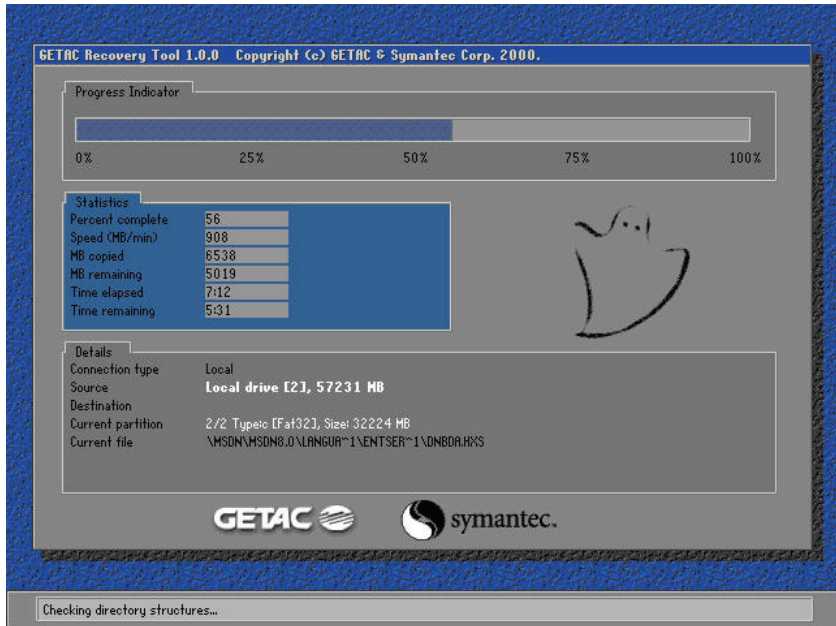 GETAC Recovery Tool 1.0.0 Copyright (c) GETAC & Symantec Corp. 2000.
Progress Indicator
0% 25% 50% 75% 100%
Statistics
Percent complete 56
Speed (MB/min) 908
MB copied 6538
MB remaining 5019
Time elapsed 7:12
Time remaining 5:31
Details
Connection type Local
Source Local drive [2], 57231 MB
Destination
Current partition 2/2 Type:c [Fat32], Size: 32224 MB
Current file \MSDN\MSDN8.0\LANGUA~1\ENTSER~1\DNBDA.HXS
GETAC symantec.
Checking directory structures...